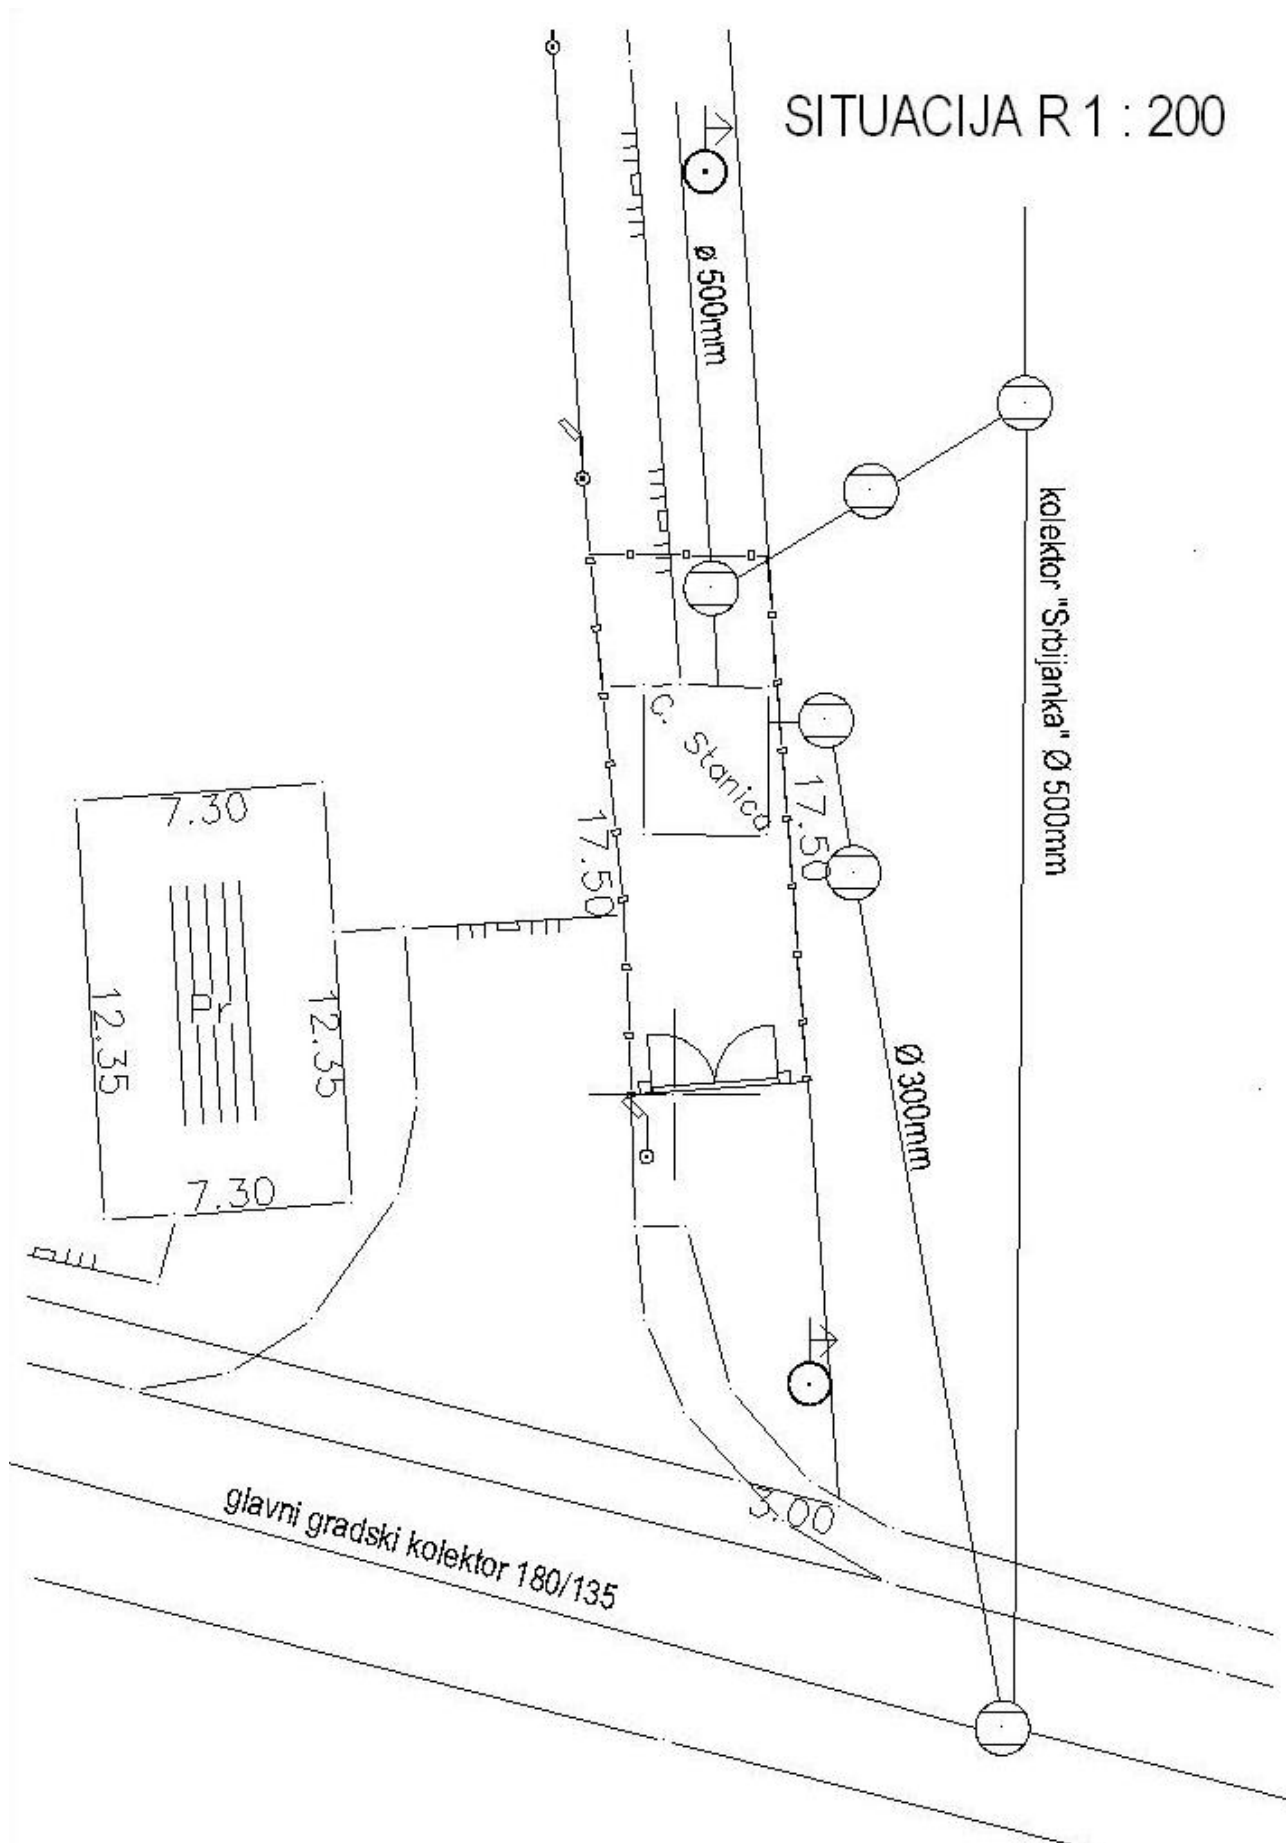 SITUACIJA R 1 : 200
ø 500mm
kolektor "Srbijanka" Ø 500mm
C. Stanica
17.50
17.50
7.30
12.35
Pr
12.35
7.30
Ø 300mm
3.00
glavni gradski kolektor 180/135